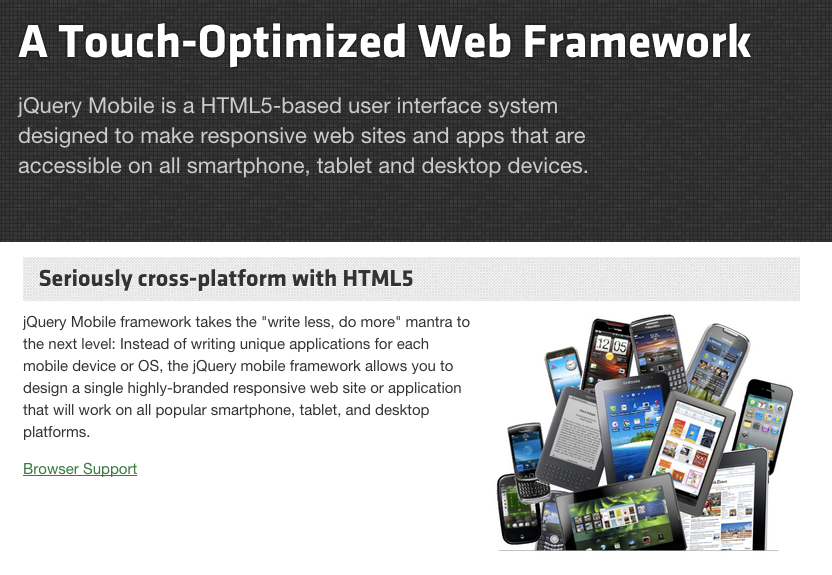 A Touch-Optimized Web Framework
jQuery Mobile is a HTML5-based user interface system
designed to make responsive web sites and apps that are
accessible on all smartphone, tablet and desktop devices.
Seriously cross-platform with HTML5
jQuery Mobile framework takes the "write less, do more" mantra to
the next level: Instead of writing unique applications for each
mobile device or OS, the jQuery mobile framework allows you to
design a single highly-branded responsive web site or application
that will work on all popular smartphone, tablet, and desktop
platforms.
Browser Support
12:05